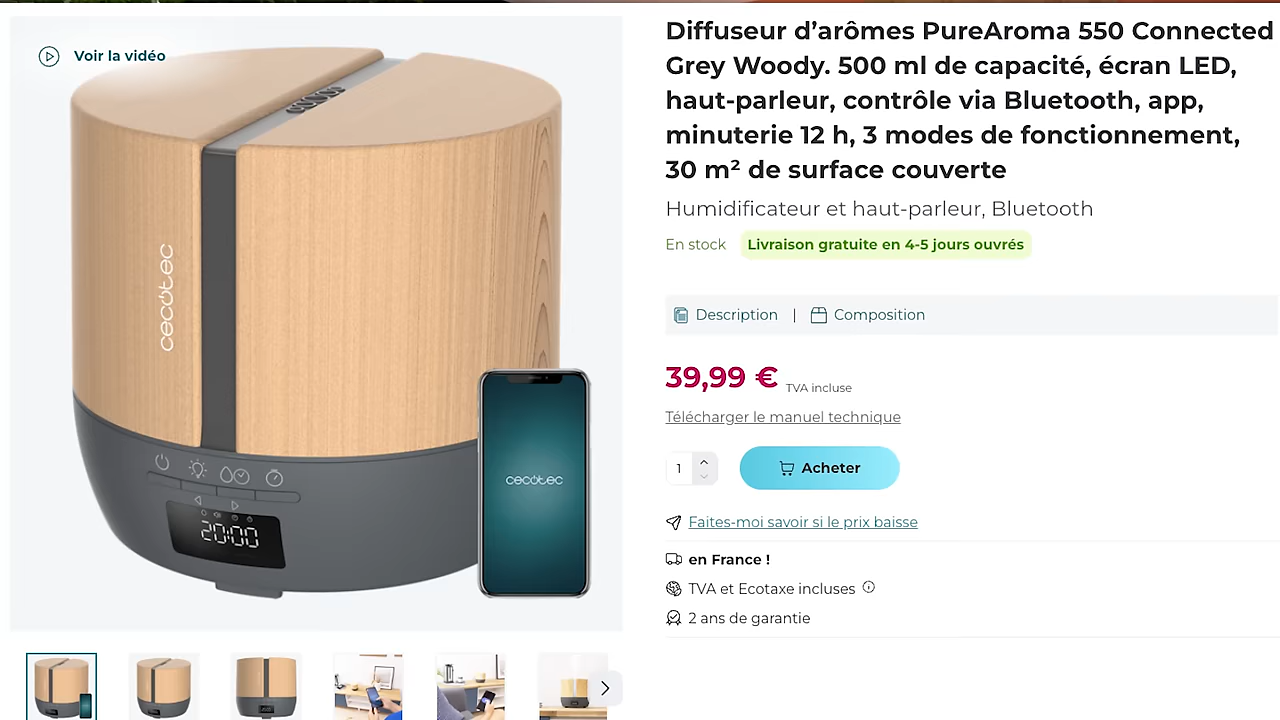 Voir la vidéo
cecotec
20:00
cecotec
Diffuseur d’arômes PureAroma 550 Connected
Grey Woody. 500 ml de capacité, écran LED,
haut-parleur, contrôle via Bluetooth, app,
minuterie 12 h, 3 modes de fonctionnement,
30 m² de surface couverte
Humidificateur et haut-parleur, Bluetooth
En stock Livraison gratuite en 4-5 jours ouvrés
Description | Composition
39,99 € TVA incluse
Télécharger le manuel technique
1 Acheter
Faites-moi savoir si le prix baisse
en France !
TVA et Ecotaxe incluses
2 ans de garantie